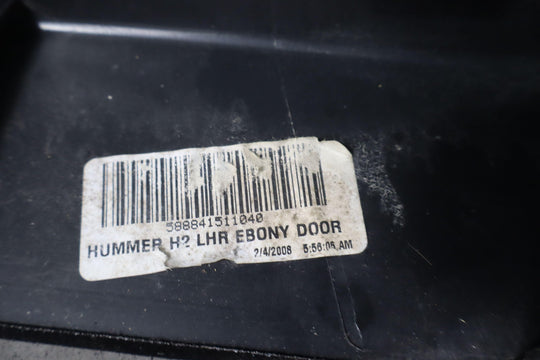 588841511040
HUMMER H2 LHR EBONY DOOR
2/4/2008 5:56:06 AM